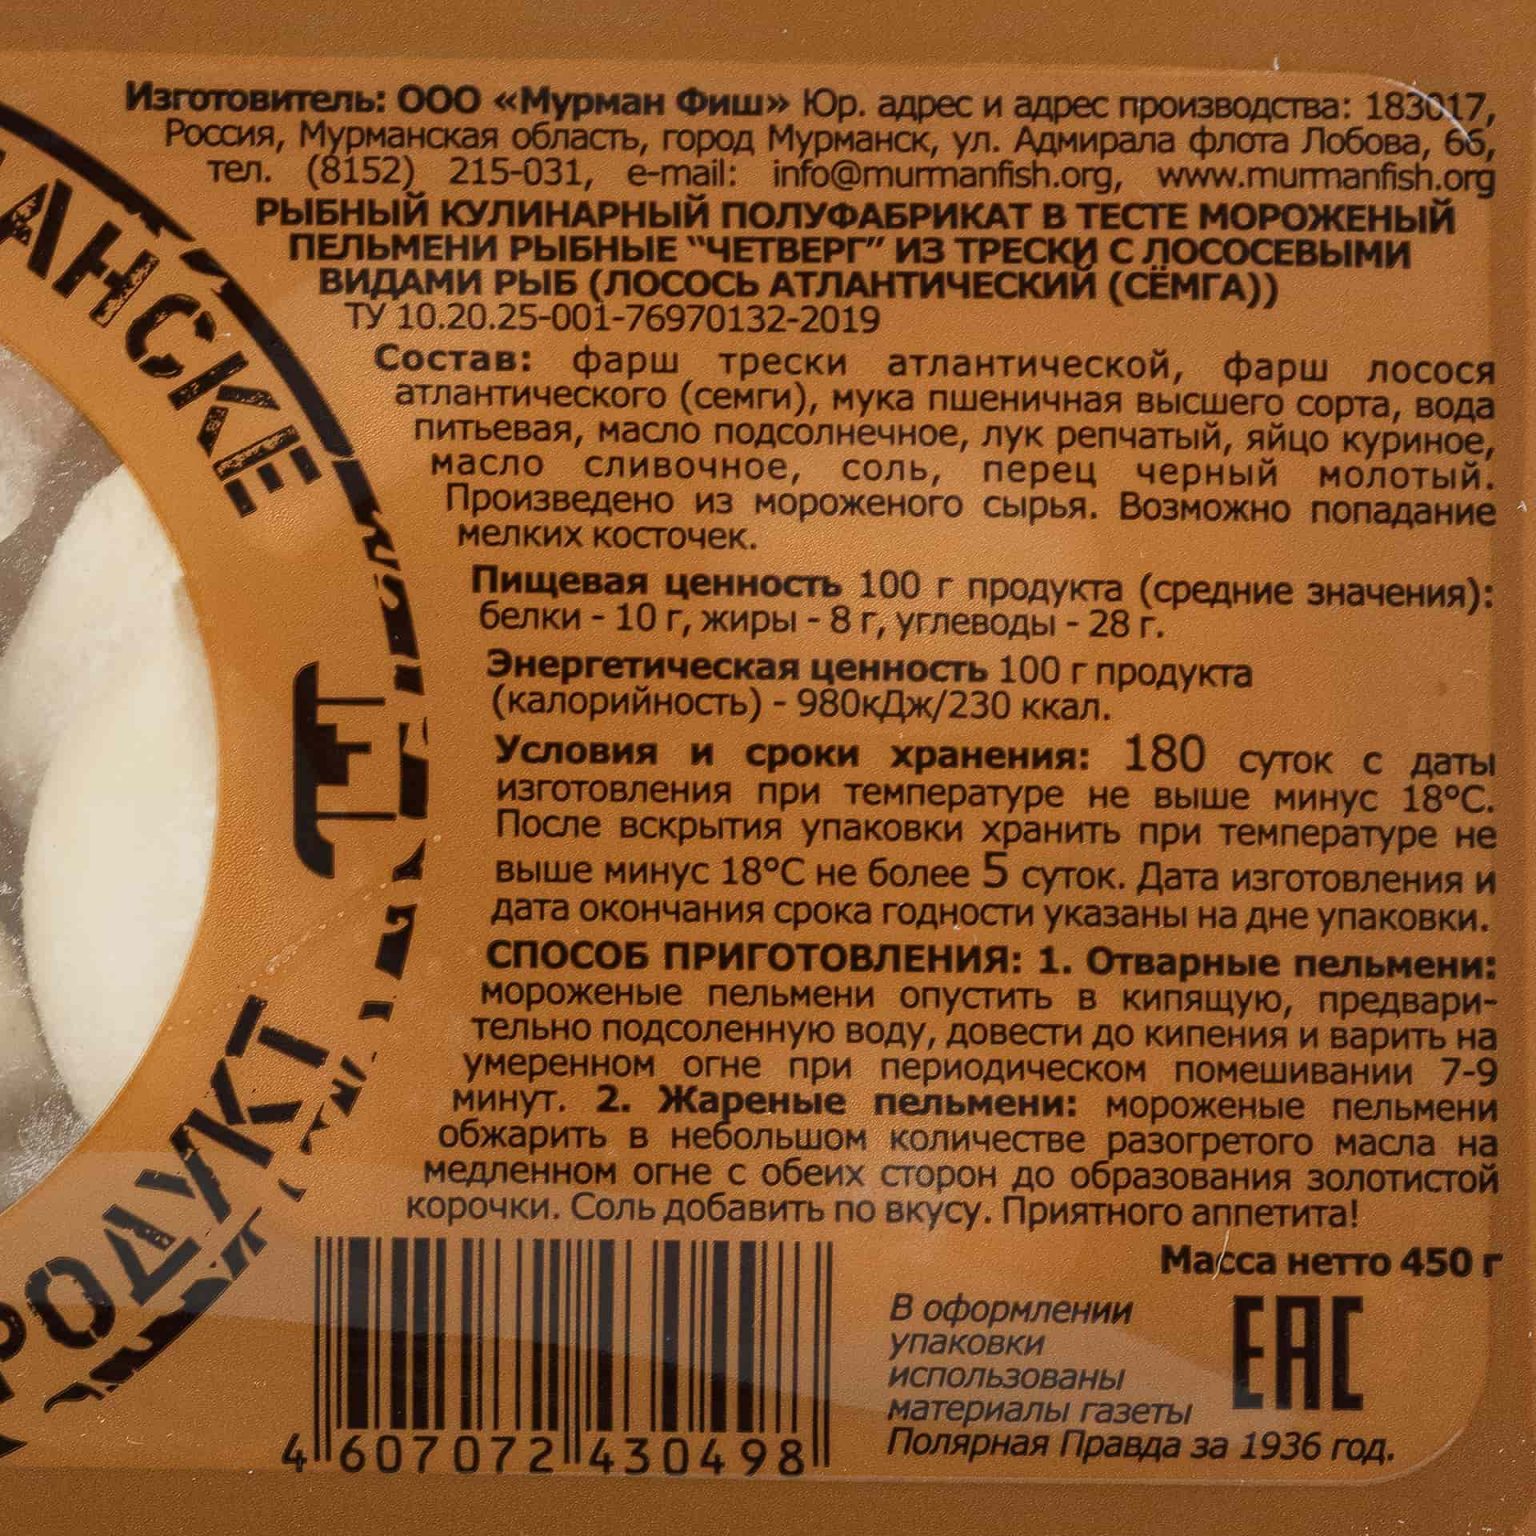 Изготовитель: ООО «Мурман Фиш» Юр. адрес и адрес производства: 183017,
Россия, Мурманская область, город Мурманск, ул. Адмирала флота Лобова, 66,
тел. (8152) 215-031, e-mail: info@murmanfish.org, www.murmanfish.org
РЫБНЫЙ КУЛИНАРНЫЙ ПОЛУФАБРИКАТ В ТЕСТЕ МОРОЖЕНЫЙ
ПЕЛЬМЕНИ РЫБНЫЕ "ЧЕТВЕРГ" ИЗ ТРЕСКИ С ЛОСОСЕВЫМИ
ВИДАМИ РЫБ (ЛОСОСЬ АТЛАНТИЧЕСКИЙ (СЁМГА))
ТУ 10.20.25-001-76970132-2019
Состав: фарш трески атлантической, фарш лосося
атлантического (семги), мука пшеничная высшего сорта, вода
питьевая, масло подсолнечное, лук репчатый, яйцо куриное,
масло сливочное, соль, перец черный молотый.
Произведено из мороженого сырья. Возможно попадание
мелких косточек.
Пищевая ценность 100 г продукта (средние значения):
белки - 10 г, жиры - 8 г, углеводы - 28 г.
Энергетическая ценность 100 г продукта
(калорийность) - 980кДж/230 ккал.
Условия и сроки хранения: 180 суток с даты
изготовления при температуре не выше минус 18°С.
После вскрытия упаковки хранить при температуре не
выше минус 18°С не более 5 суток. Дата изготовления и
дата окончания срока годности указаны на дне упаковки.
СПОСОБ ПРИГОТОВЛЕНИЯ: 1. Отварные пельмени:
мороженые пельмени опустить в кипящую, предвари-
тельно подсоленную воду, довести до кипения и варить на
умеренном огне при периодическом помешивании 7-9
минут. 2. Жареные пельмени: мороженые пельмени
обжарить в небольшом количестве разогретого масла на
медленном огне с обеих сторон до образования золотистой
корочки. Соль добавить по вкусу. Приятного аппетита!
Масса нетто 450 г
В оформлении
упаковки
использованы
материалы газеты
Полярная Правда за 1936 год.
ЕАС
4 607072 430498
АНСКЕ
РОДУКТ